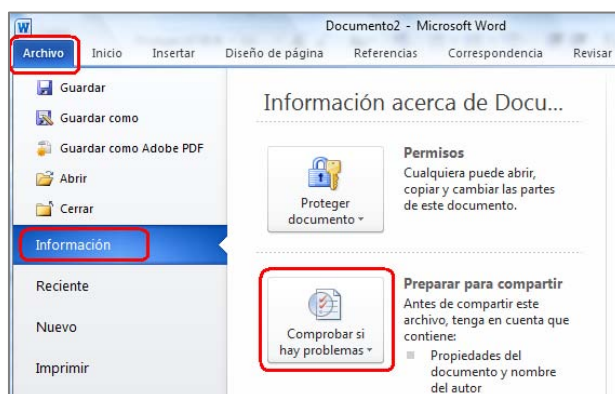 Documento2 - Microsoft Word
Archivo Inicio Insertar Diseño de página Referencias Correspondencia Revisar
Guardar
Guardar como
Guardar como Adobe PDF
Abrir
Cerrar
Información
Reciente
Nuevo
Imprimir
Información acerca de Docu...
Proteger
documento
Permisos
Cualquiera puede abrir,
copiar y cambiar las partes
de este documento.
Comprobar si
hay problemas
Preparar para compartir
Antes de compartir este
archivo, tenga en cuenta que
contiene:
Propiedades del
documento y nombre
del autor